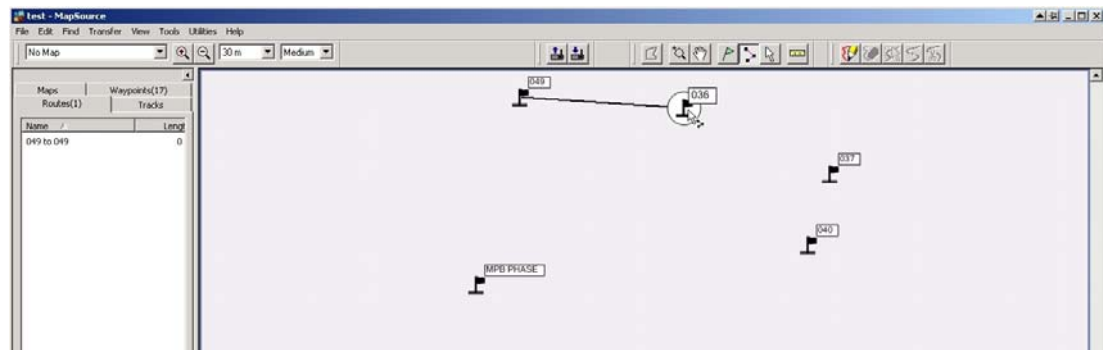 test - MapSource
File Edit Find Transfer View Tools Utilities Help
No Map 30 m Medium
Maps Waypoints(17)
Routes(1) Tracks
Name Lengt
049 to 049 0
049
036
037
040
MPB PHASE